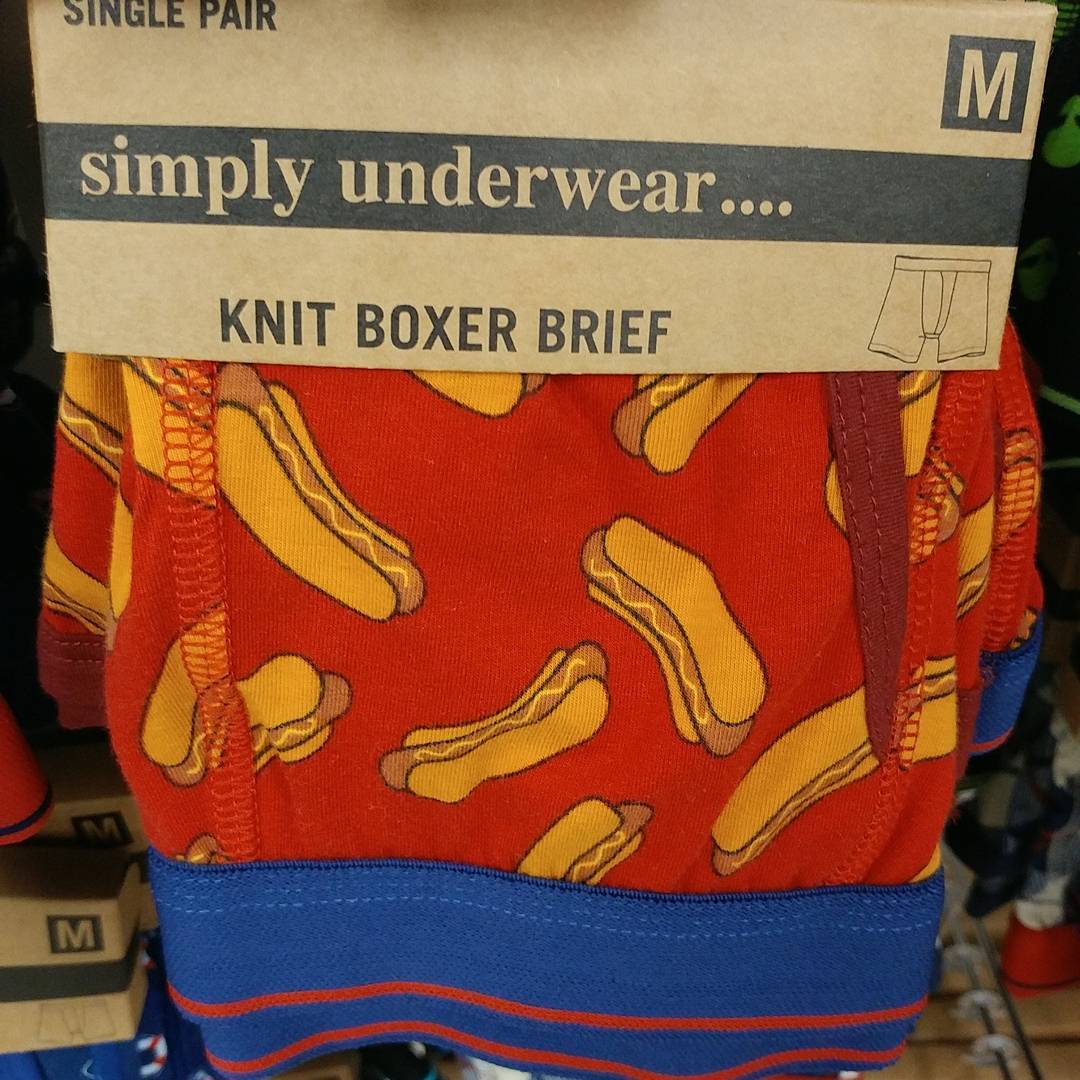 SINGLE PAIR
M
simply underwear....
KNIT BOXER BRIEF
M
M